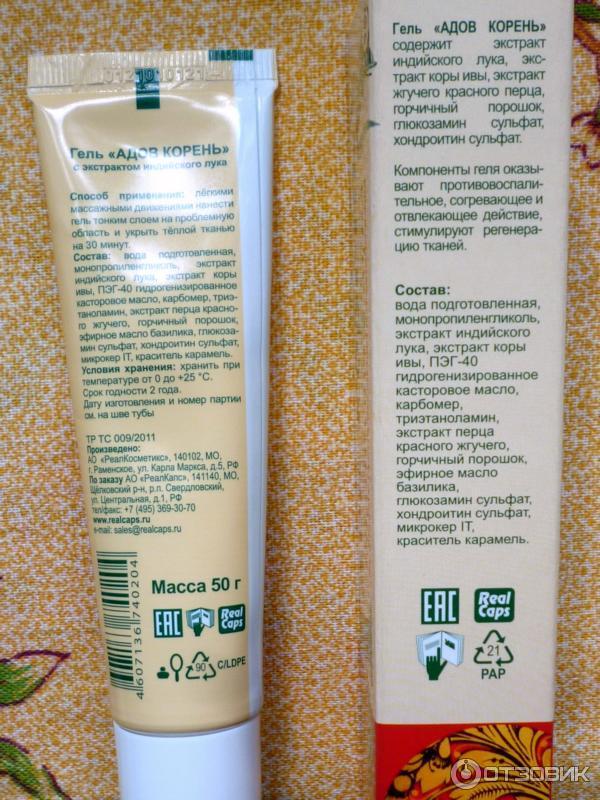 0121010121
Гель «АДОВ КОРЕНЬ»
с экстрактом индийского лука
Способ применения: лёгкими
массажными движениями нанести
гель тонким слоем на проблемную
область и укрыть тёплой тканью
на 30 минут.
Состав: вода подготовленная,
монопропиленгликоль, экстракт
индийского лука, экстракт коры
ивы, ПЭГ-40 гидрогенизированное
касторовое масло, карбомер, триэ-
таноламин, экстракт перца красно-
го жгучего, горчичный порошок,
эфирное масло базилика, глюкоза-
мин сульфат, хондроитин сульфат,
микрокер IT, краситель карамель.
Условия хранения: хранить при
температуре от 0 до +25 °С.
Срок годности 2 года.
Дату изготовления и номер партии
см. на шве тубы
ТР ТС 009/2011
Произведено:
АО «РеалКосметикс», 140102, МО,
г. Раменское, ул. Карла Маркса, д.5, РФ
По заказу АО «РеалКапс», 141140, МО,
Щёлковский р-н, р.п. Свердловский,
ул. Центральная, д.1, РФ
тел/факс: +7 (495) 369-30-70
www.realcaps.ru
e-mail: sales@realcaps.ru
Масса 50 г
4 607136 740204
EAC
Real
Caps
90
C/LDPE
Гель «АДОВ КОРЕНЬ»
содержит экстракт
индийского лука, экс-
тракт коры ивы, экстракт
жгучего красного перца,
горчичный порошок,
глюкозамин сульфат,
хондроитин сульфат.
Компоненты геля оказы-
вают противовоспали-
тельное, согревающее и
отвлекающее действие,
стимулируют регенера-
цию тканей.
Состав:
вода подготовленная,
монопропиленгликоль,
экстракт индийского
лука, экстракт коры
ивы, ПЭГ-40
гидрогенизированное
касторовое масло,
карбомер,
триэтаноламин,
экстракт перца
красного жгучего,
горчичный порошок,
эфирное масло
базилика,
глюкозамин сульфат,
хондроитин сульфат,
микрокер IT,
краситель карамель.
EAC
Real
Caps
21
PAP
ОТЗОВИК